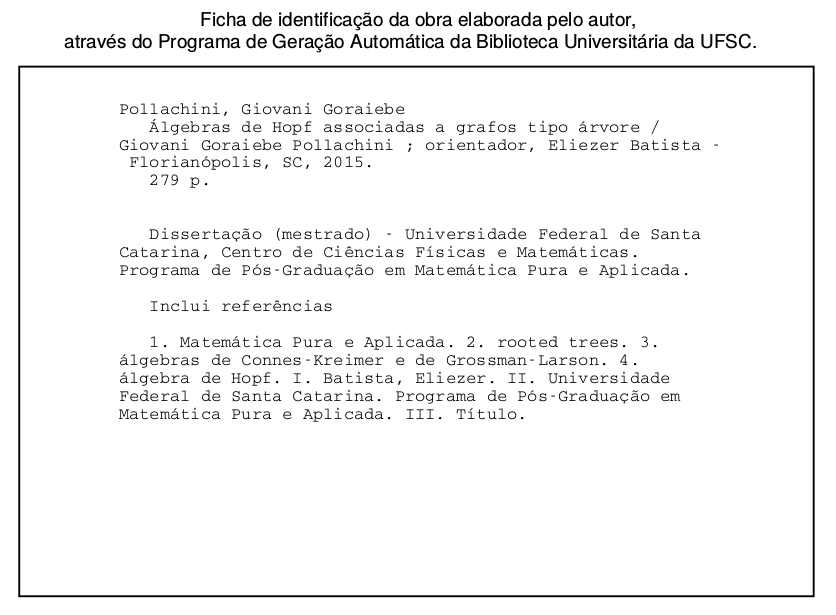 Ficha de identificação da obra elaborada pelo autor,
através do Programa de Geração Automática da Biblioteca Universitária da UFSC.
Pollachini, Giovani Goraiebe
Álgebras de Hopf associadas a grafos tipo árvore /
Giovani Goraiebe Pollachini ; orientador, Eliezer Batista -
Florianópolis, SC, 2015.
279 p.
Dissertação (mestrado) - Universidade Federal de Santa
Catarina, Centro de Ciências Físicas e Matemáticas.
Programa de Pós-Graduação em Matemática Pura e Aplicada.
Inclui referências
1. Matemática Pura e Aplicada. 2. rooted trees. 3.
álgebras de Connes-Kreimer e de Grossman-Larson. 4.
álgebra de Hopf. I. Batista, Eliezer. II. Universidade
Federal de Santa Catarina. Programa de Pós-Graduação em
Matemática Pura e Aplicada. III. Título.